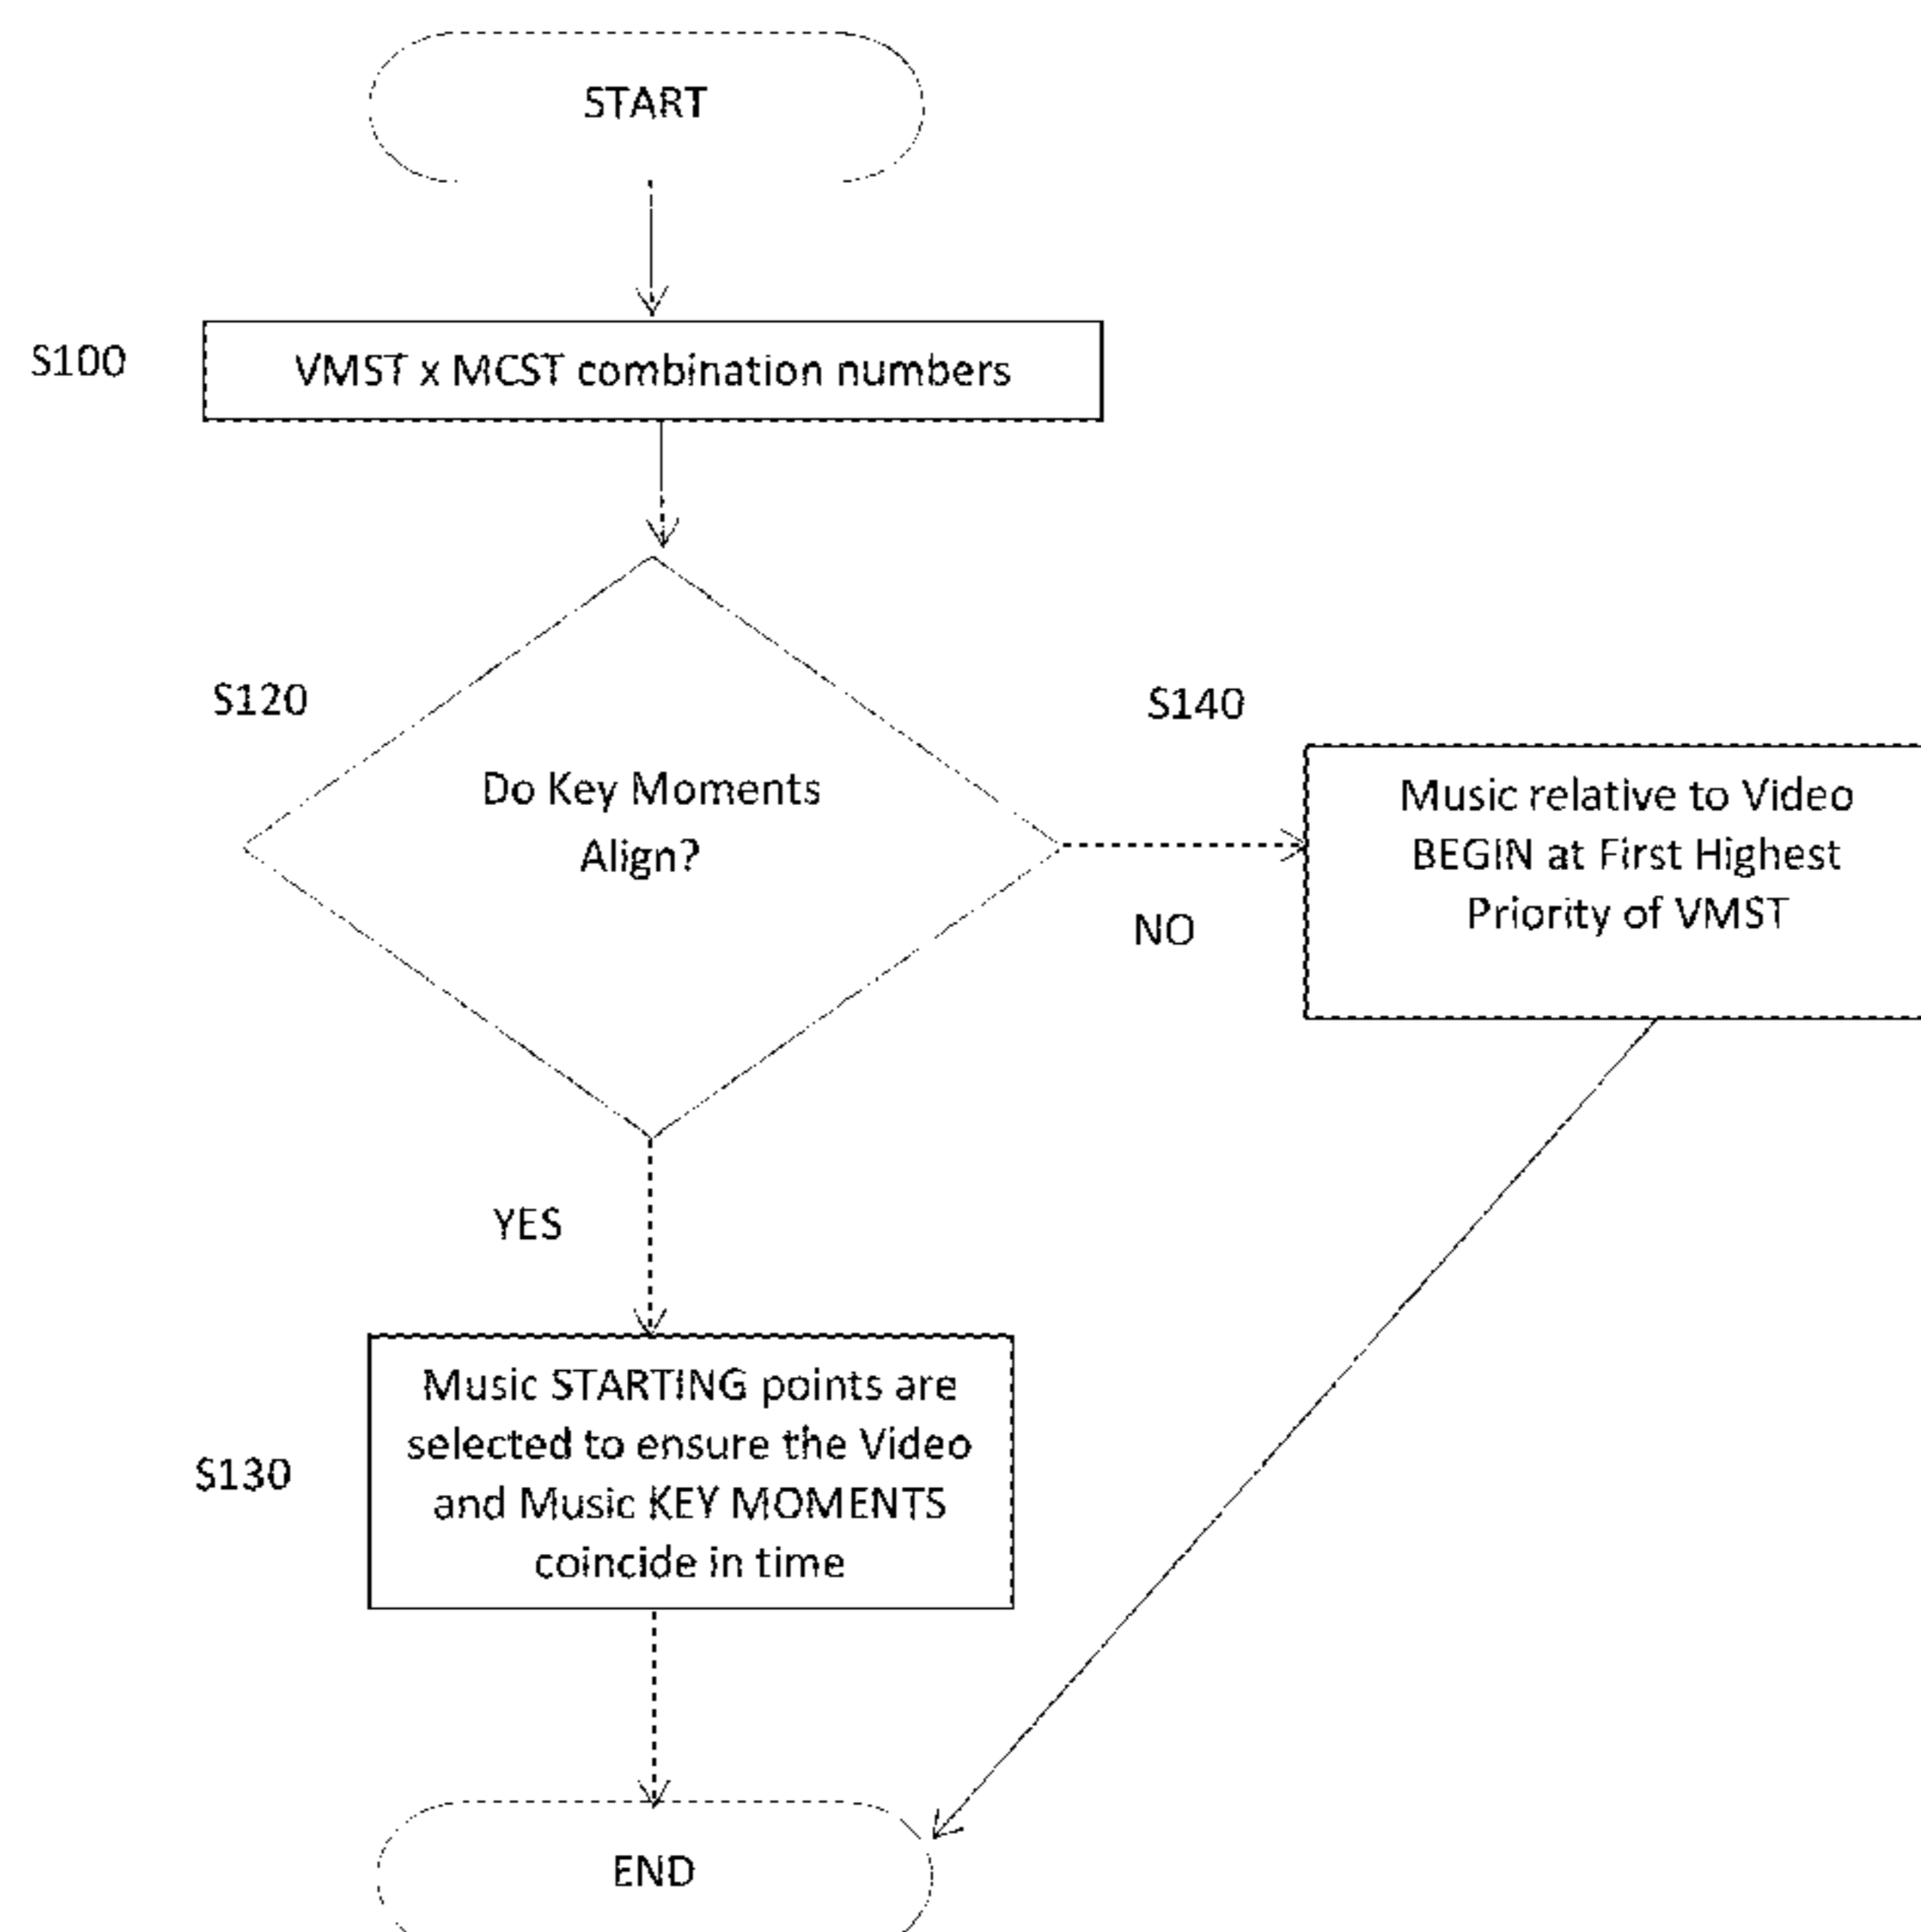 START
S100
VMST x MCST combination numbers
S120
Do Key Moments
Align?
S140
Music relative to Video
BEGIN at First Highest
Priority of VMST
NO
YES
S130
Music STARTING points are
selected to ensure the Video
and Music KEY MOMENTS
coincide in time
END